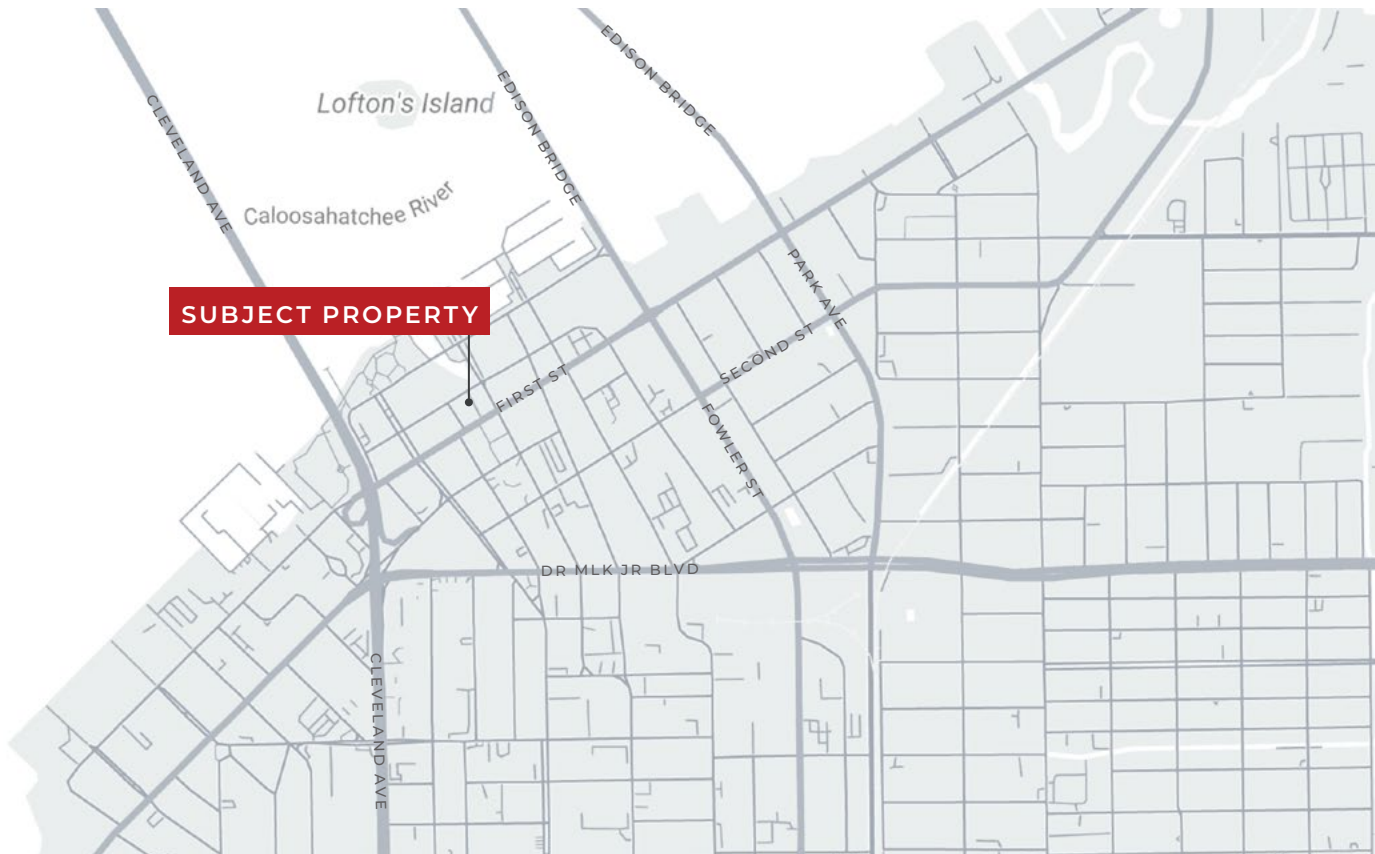 EDISON BRIDGE
EDISON BRIDGE
CLEVELAND AVE
Lofton's Island
Caloosahatchee River
PARK AVE
SUBJECT PROPERTY
SECOND ST
FIRST ST
FOWLER ST
DR MLK JR BLVD
CLEVELAND AVE